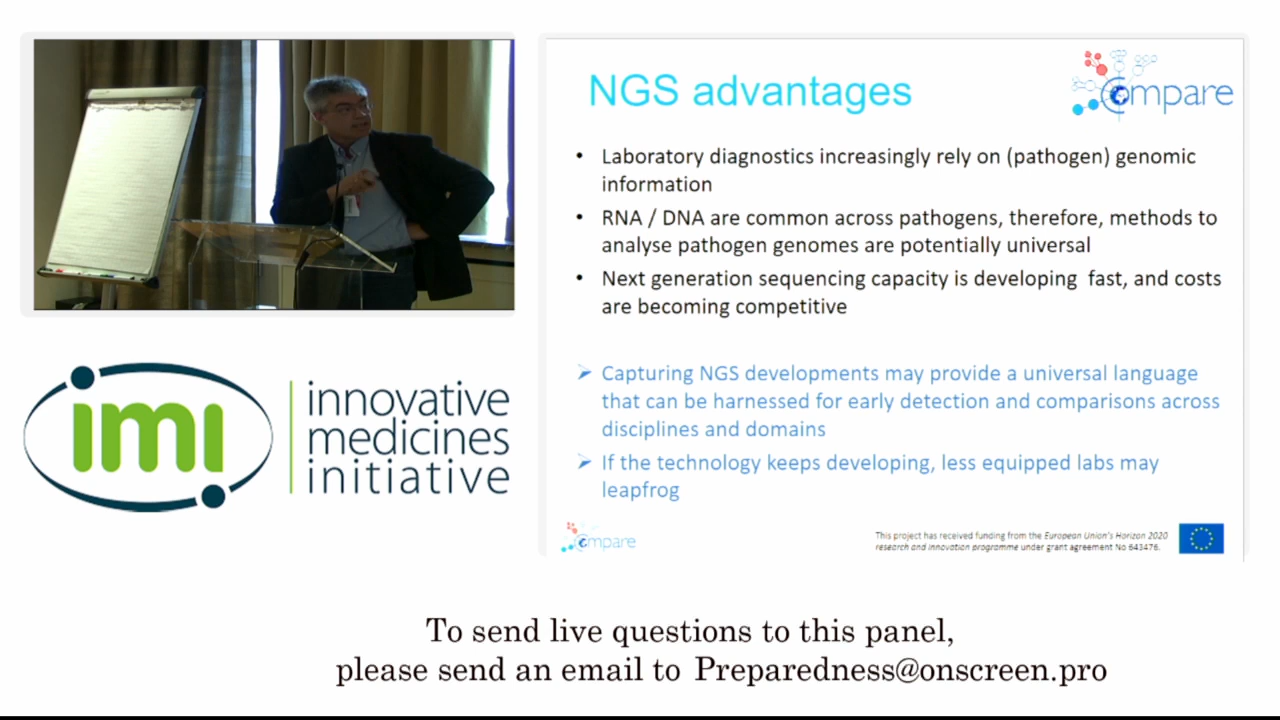 NGS advantages
Compare
• Laboratory diagnostics increasingly rely on (pathogen) genomic
information
• RNA / DNA are common across pathogens, therefore, methods to
analyse pathogen genomes are potentially universal
• Next generation sequencing capacity is developing fast, and costs
are becoming competitive
➢ Capturing NGS developments may provide a universal language
that can be harnessed for early detection and comparisons across
disciplines and domains
➢ If the technology keeps developing, less equipped labs may
leapfrog
Compare
This project has received funding from the European Union's Horizon 2020
research and innovation programme under grant agreement No 643476.
imi
innovative
medicines
initiative
To send live questions to this panel,
please send an email to Preparedness@onscreen.pro